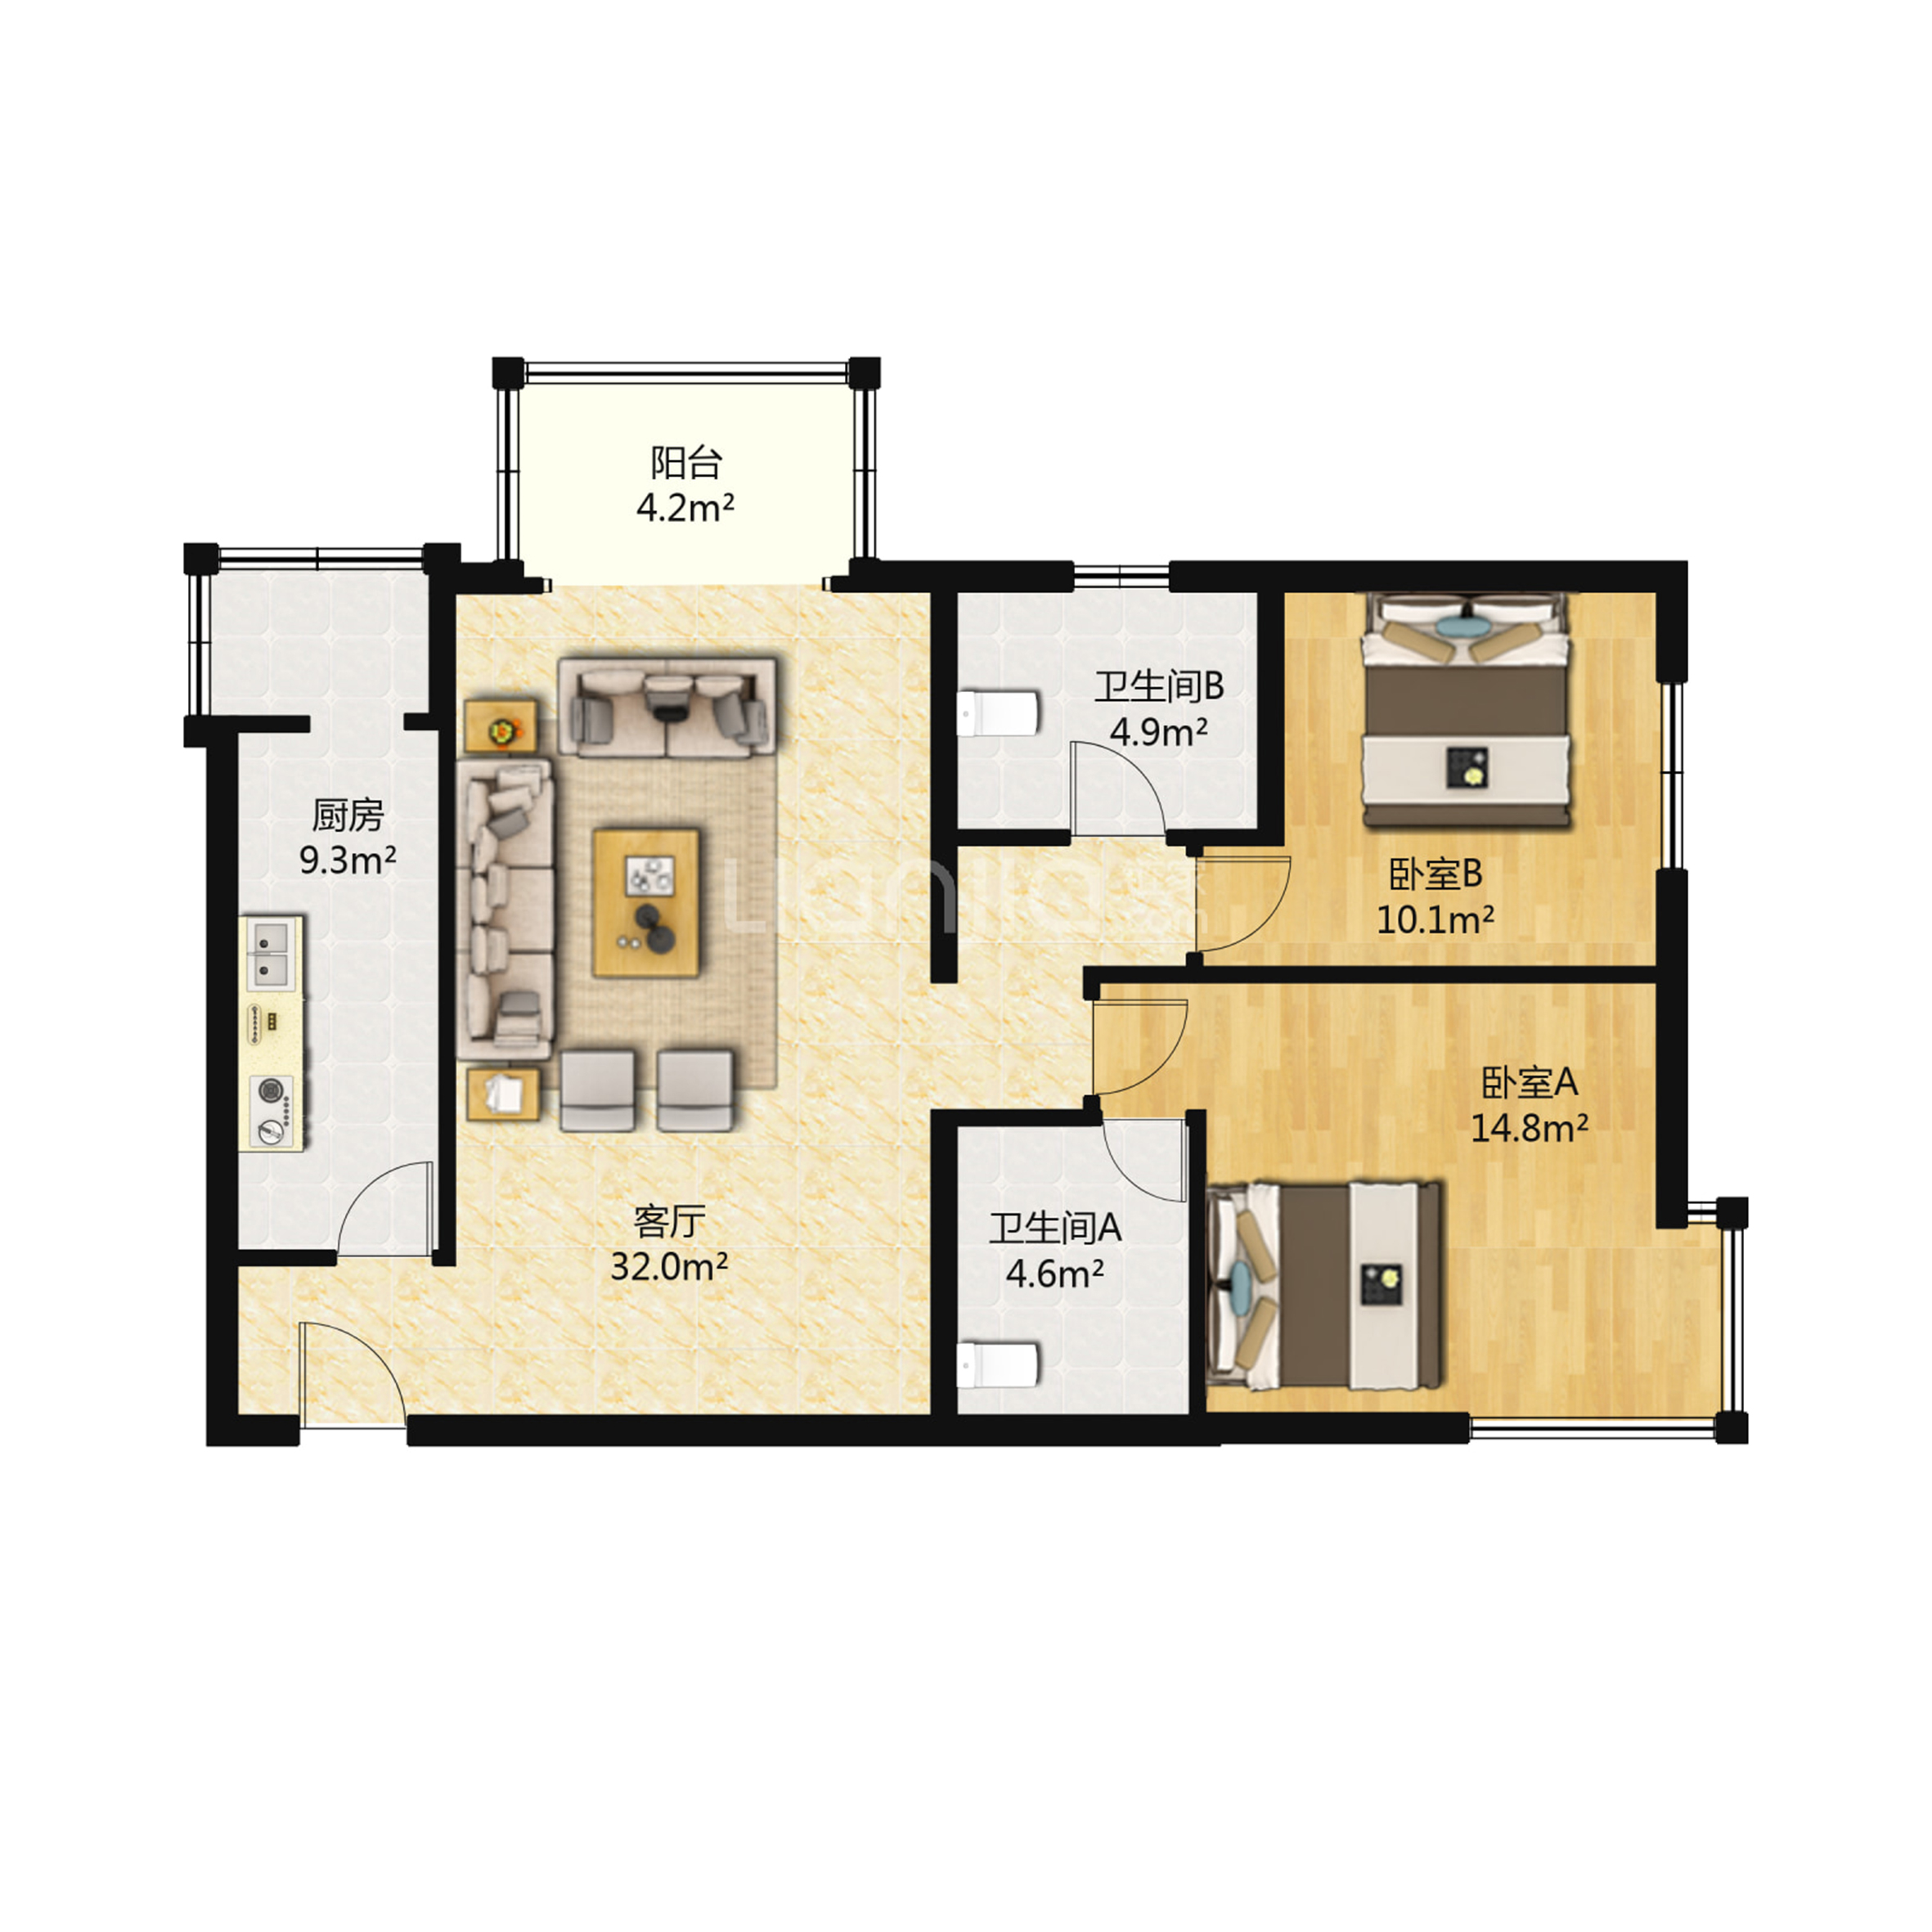 阳台
4.2m²
卫生间B
4.9m²
厨房
9.3m²
卧室B
10.1m²
卧室A
14.8m²
客厅
32.0m²
卫生间A
4.6m²